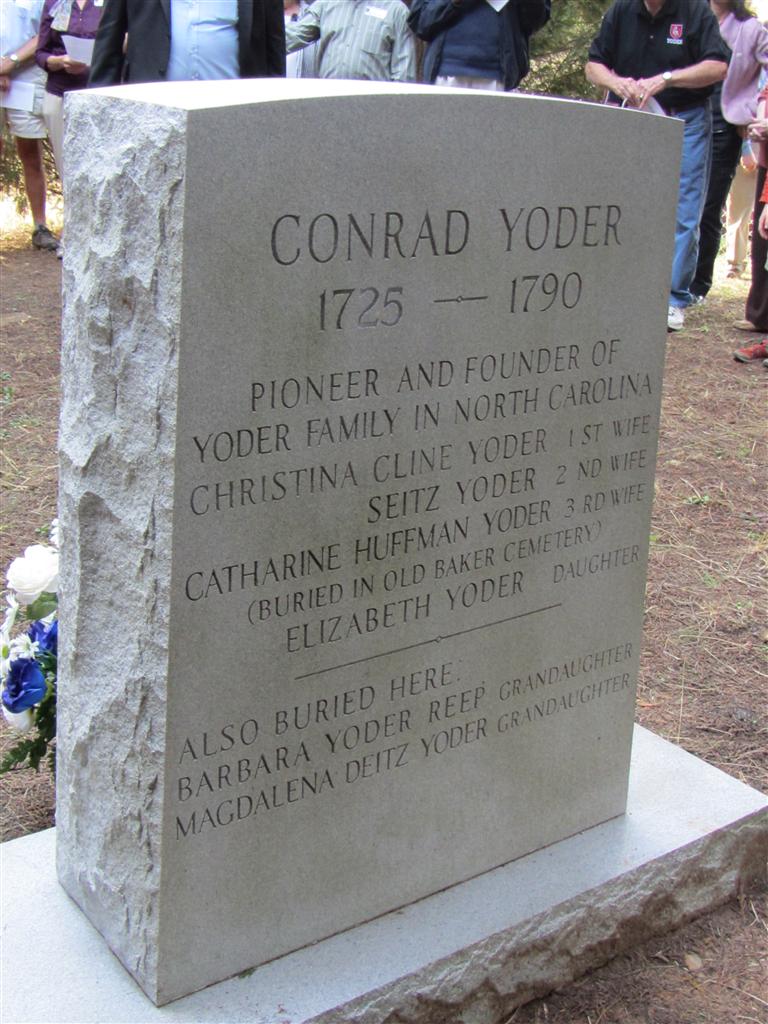 YODER
CONRAD YODER
1725 — 1790
PIONEER AND FOUNDER OF
YODER FAMILY IN NORTH CAROLINA
CHRISTINA CLINE YODER 1 ST WIFE
SEITZ YODER 2 ND WIFE
CATHARINE HUFFMAN YODER 3 RD WIFE
(BURIED IN OLD BAKER CEMETERY)
ELIZABETH YODER DAUGHTER
ALSO BURIED HERE:
BARBARA YODER REEP GRANDAUGHTER
MAGDALENA DEITZ YODER GRANDAUGHTER